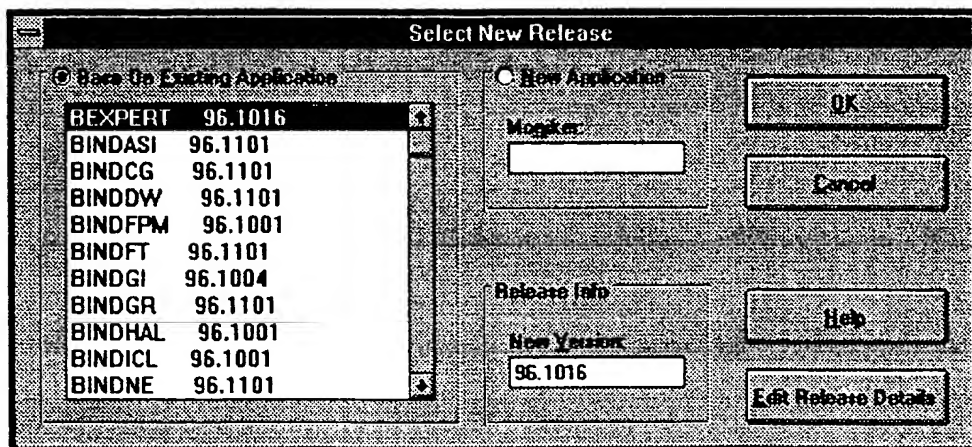 Select New Release
Base On Existing Application
BEXPERT 96.1016
BINDASI 96.1101
BINDCG 96.1101
BINDDW 96.1101
BINDFPM 96.1001
BINDFT 96.1101
BINDGI 96.1004
BINDGR 96.1101
BINDHAL 96.1001
BINDICL 96.1001
BINDNE 96.1101
New Application
Moniker:
Release Info
New Version:
96.1016
OK
Cancel
Help
Edit Release Details